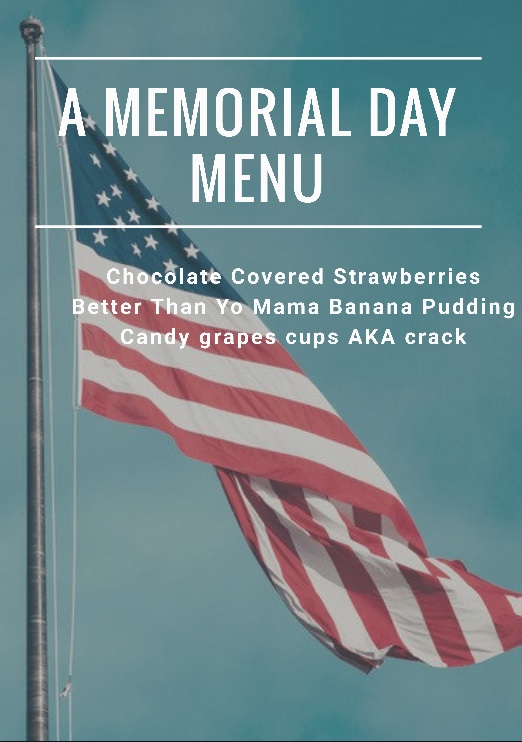 A MEMORIAL DAY
MENU
Chocolate Covered Strawberries
Better Than Yo Mama Banana Pudding
Candy grapes cups AKA crack